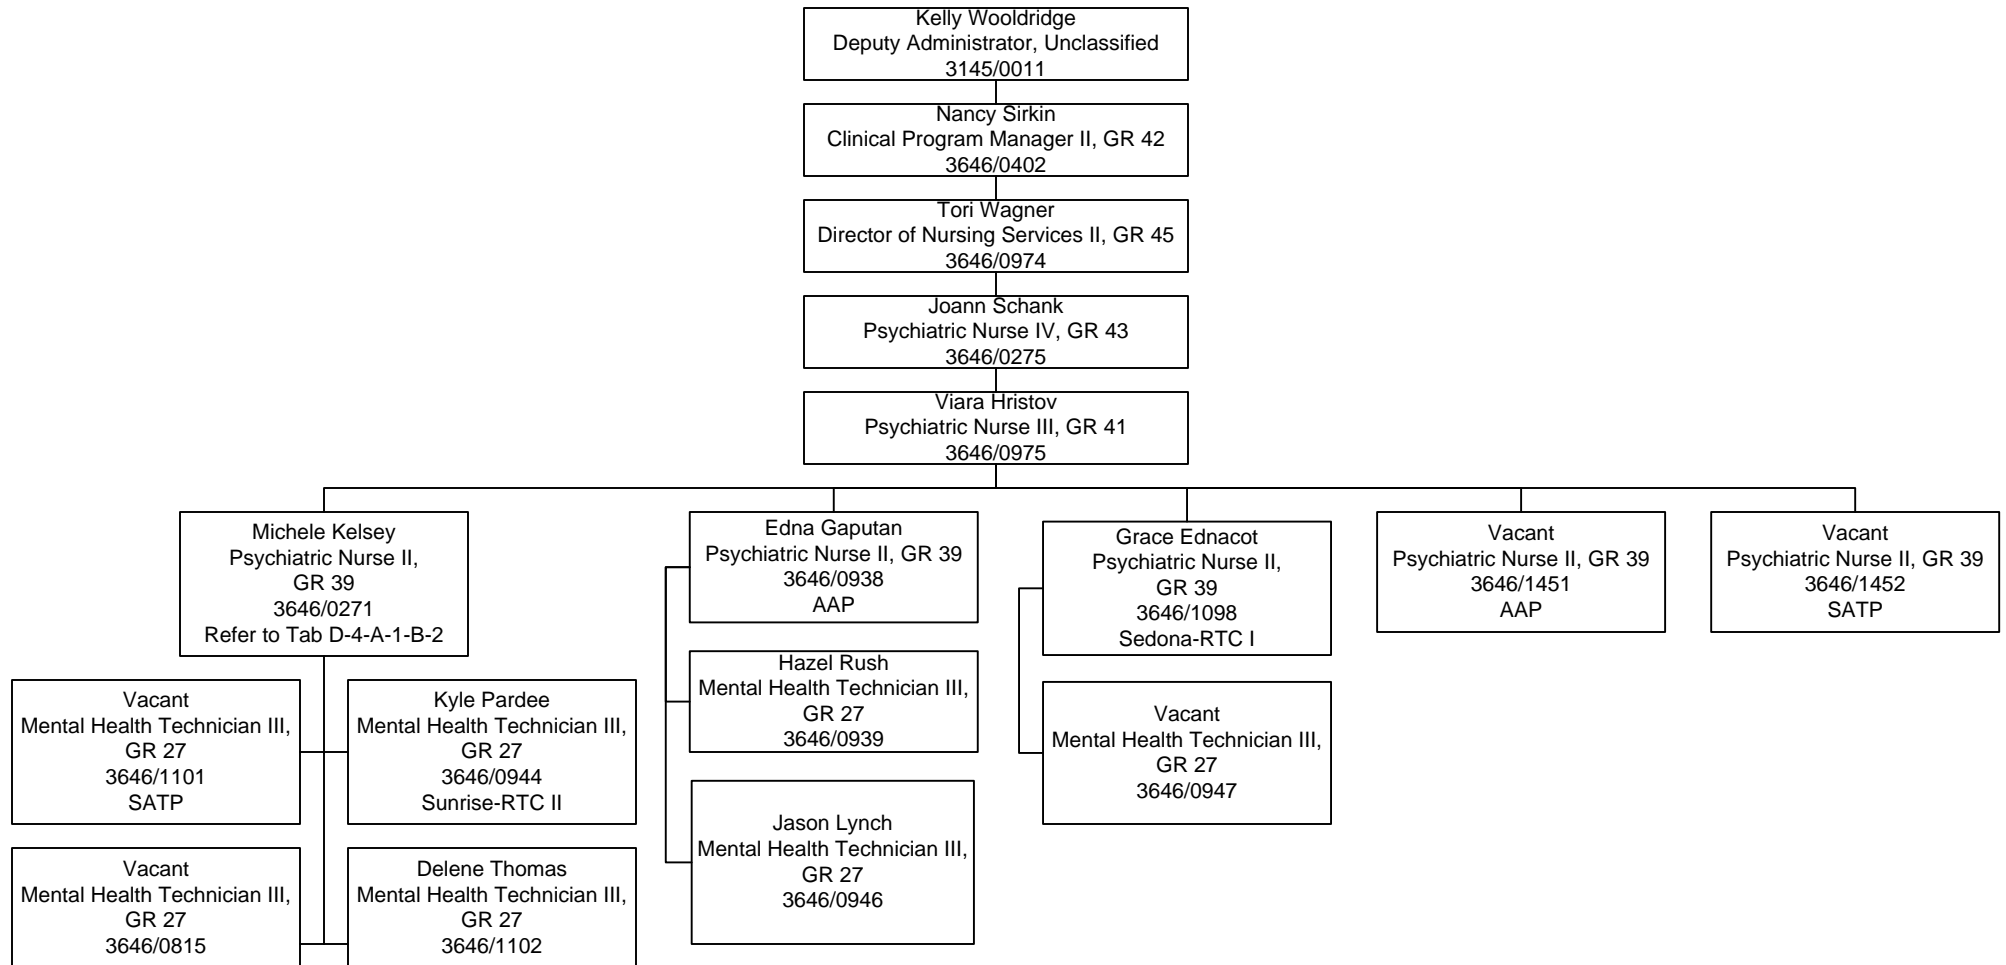 Kelly Wooldridge
Deputy Administrator, Unclassified
3145/0011
Nancy Sirkin
Clinical Program Manager II, GR 42
3646/0402
Tori Wagner
Director of Nursing Services II, GR 45
3646/0974
Joann Schank
Psychiatric Nurse IV, GR 43
3646/0275
Viara Hristov
Psychiatric Nurse III, GR 41
3646/0975
Michele Kelsey
Psychiatric Nurse II,
GR 39
3646/0271
Refer to Tab D-4-A-1-B-2
Vacant
Mental Health Technician III,
GR 27
3646/1101
SATP
Kyle Pardee
Mental Health Technician III,
GR 27
3646/0944
Sunrise-RTC II
Vacant
Mental Health Technician III,
GR 27
3646/0815
Delene Thomas
Mental Health Technician III,
GR 27
3646/1102
Edna Gaputan
Psychiatric Nurse II, GR 39
3646/0938
AAP
Hazel Rush
Mental Health Technician III,
GR 27
3646/0939
Jason Lynch
Mental Health Technician III,
GR 27
3646/0946
Grace Ednacot
Psychiatric Nurse II,
GR 39
3646/1098
Sedona-RTC I
Vacant
Mental Health Technician III,
GR 27
3646/0947
Vacant
Psychiatric Nurse II, GR 39
3646/1451
AAP
Vacant
Psychiatric Nurse II, GR 39
3646/1452
SATP